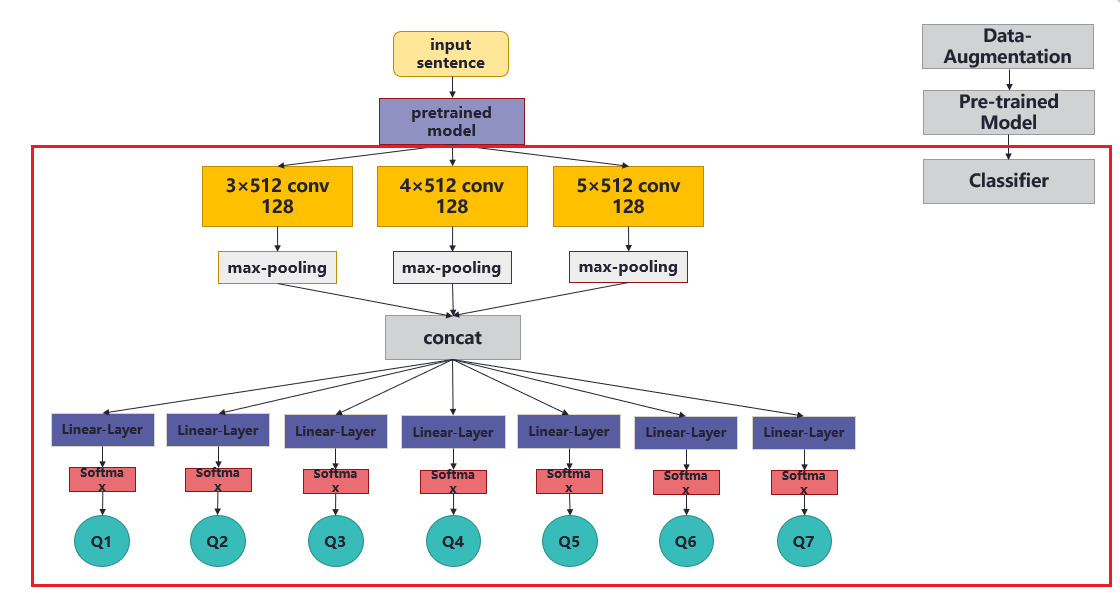 input
sentence
pretrained
model
Data-
Augmentation
Pre-trained
Model
Classifier
3×512 conv
128
4×512 conv
128
5×512 conv
128
max-pooling
max-pooling
max-pooling
concat
Linear-Layer
Linear-Layer
Linear-Layer
Linear-Layer
Linear-Layer
Linear-Layer
Linear-Layer
Softma
x
Softma
x
Softma
x
Softma
x
Softma
x
Softma
x
Softma
x
Q1
Q2
Q3
Q4
Q5
Q6
Q7